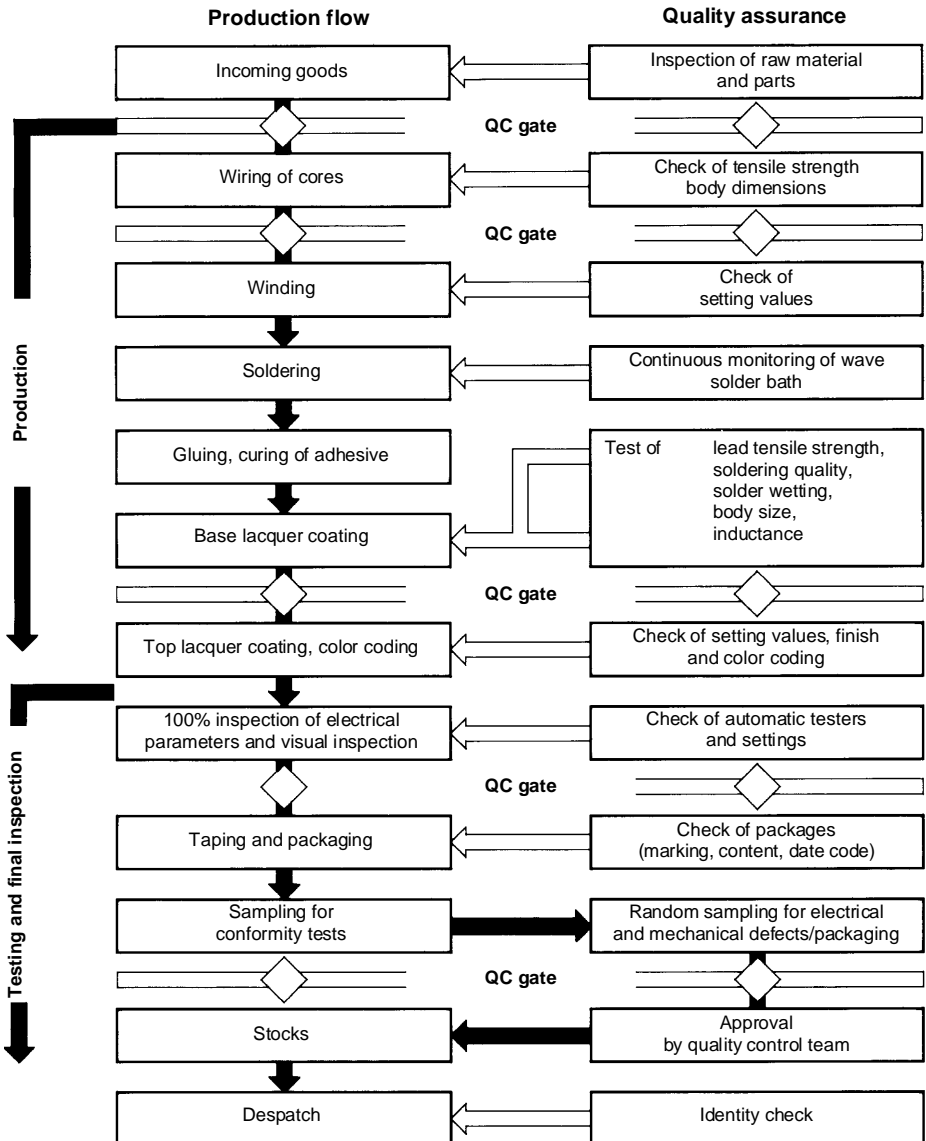 Production flow
Quality assurance
Incoming goods
Inspection of raw material
and parts
QC gate
Wiring of cores
Check of tensile strength
body dimensions
QC gate
Winding
Check of
setting values
Production
Soldering
Continuous monitoring of wave
solder bath
Gluing, curing of adhesive
Test of lead tensile strength,
soldering quality,
solder wetting,
body size,
inductance
Base lacquer coating
QC gate
Top lacquer coating, color coding
Check of setting values, finish
and color coding
Testing and final inspection
100% inspection of electrical
parameters and visual inspection
Check of automatic testers
and settings
QC gate
Taping and packaging
Check of packages
(marking, content, date code)
Sampling for
conformity tests
Random sampling for electrical
and mechanical defects/packaging
QC gate
Stocks
Approval
by quality control team
Despatch
Identity check